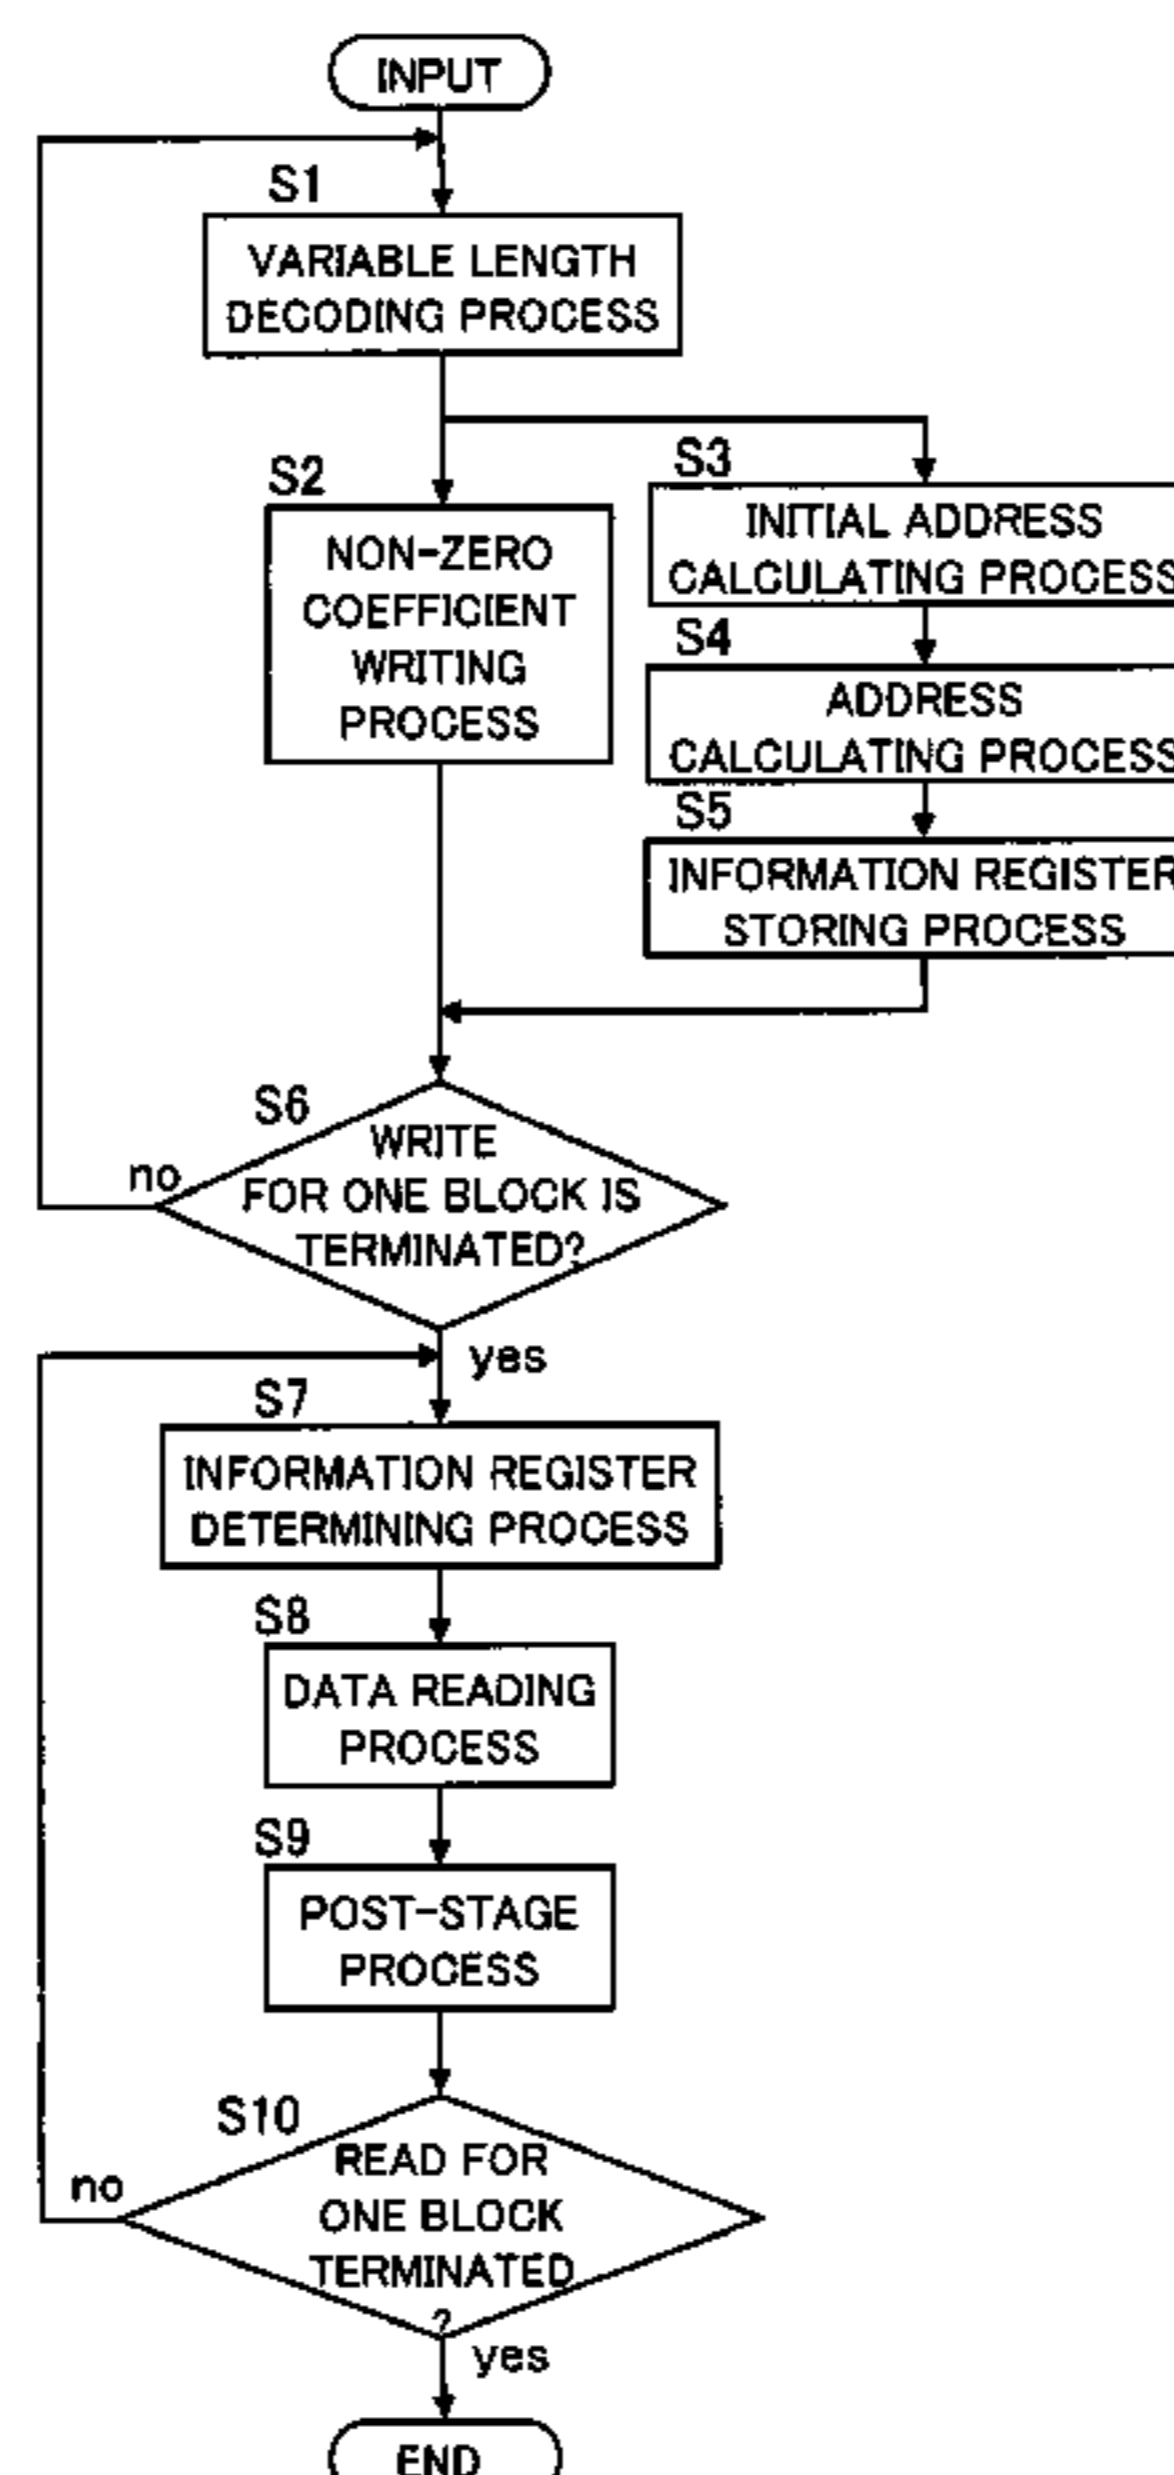 INPUT
S1
VARIABLE LENGTH
DECODING PROCESS
S2
NON-ZERO
COEFFICIENT
WRITING
PROCESS
S3
INITIAL ADDRESS
CALCULATING PROCESS
S4
ADDRESS
CALCULATING PROCESS
S5
INFORMATION REGISTER
STORING PROCESS
S6
WRITE
FOR ONE BLOCK IS
TERMINATED?
no
yes
S7
INFORMATION REGISTER
DETERMINING PROCESS
S8
DATA READING
PROCESS
S9
POST-STAGE
PROCESS
S10
READ FOR
ONE BLOCK
TERMINATED
?
no
yes
END